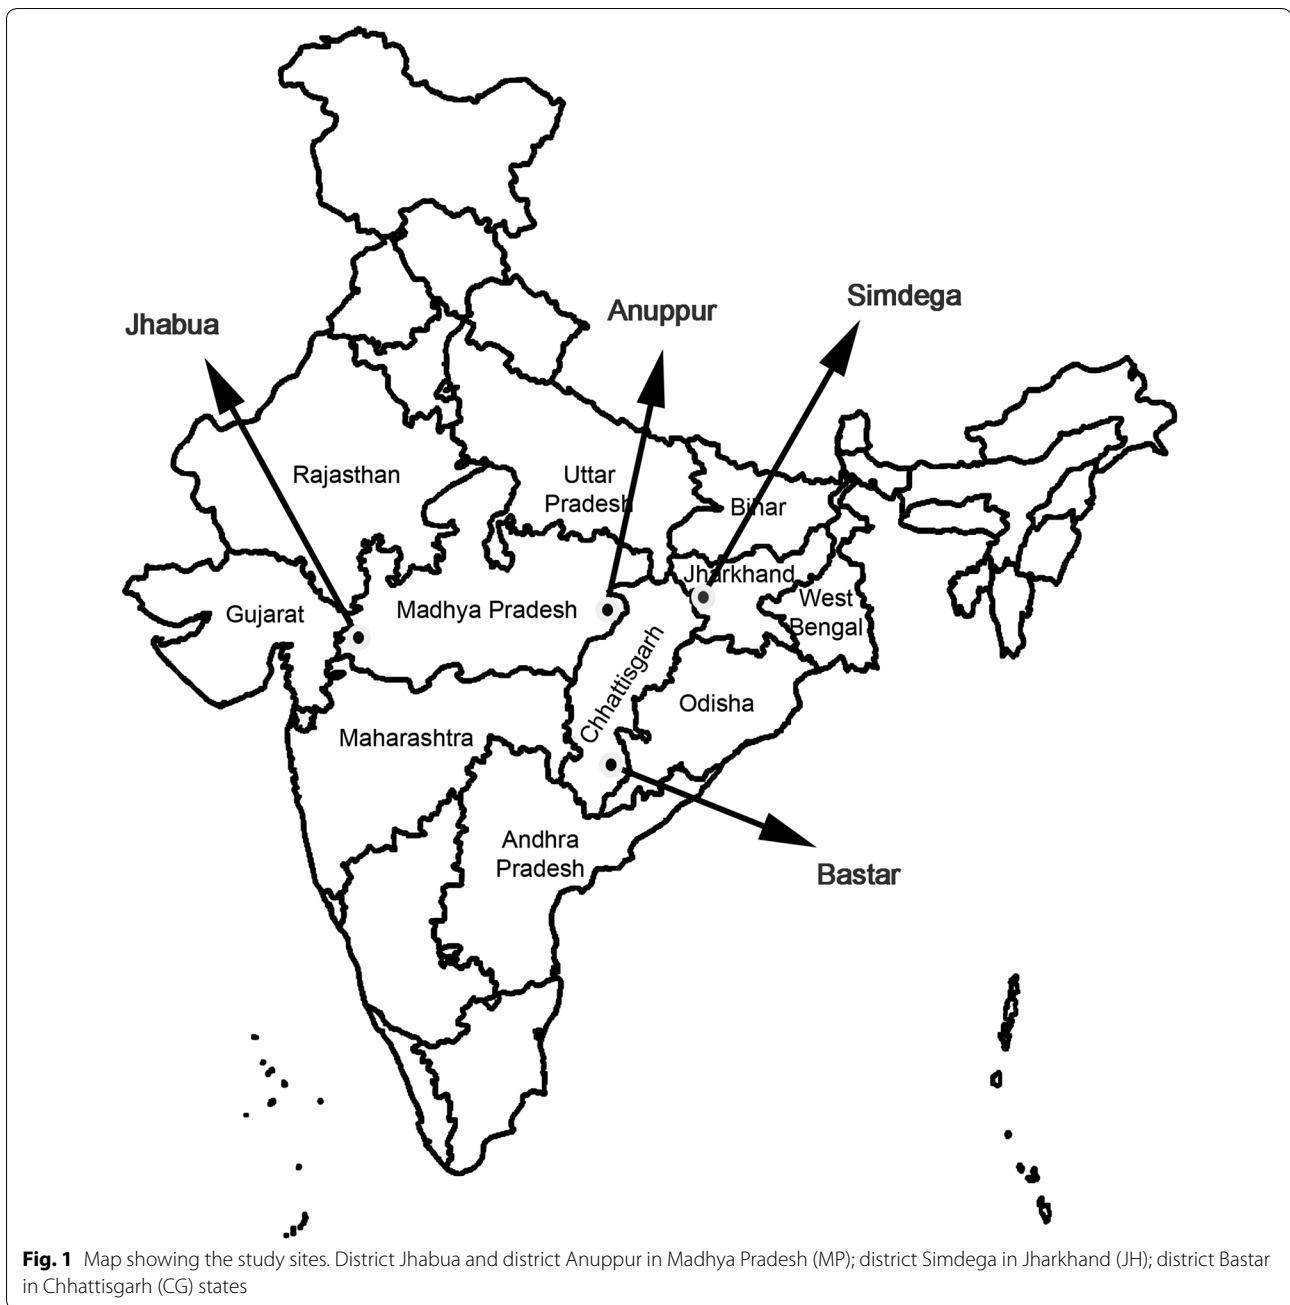 Simdega
Anuppur
Jhabua
Rajasthan
Uttar
Pradesh
Bihar
Jharkhand
West
Bengal
Gujarat
Madhya Pradesh
Chhattisgarh
Odisha
Maharashtra
Andhra
Pradesh
Bastar
Fig. 1 Map showing the study sites. District Jhabua and district Anuppur in Madhya Pradesh (MP); district Simdega in Jharkhand (JH); district Bastar
in Chhattisgarh (CG) states